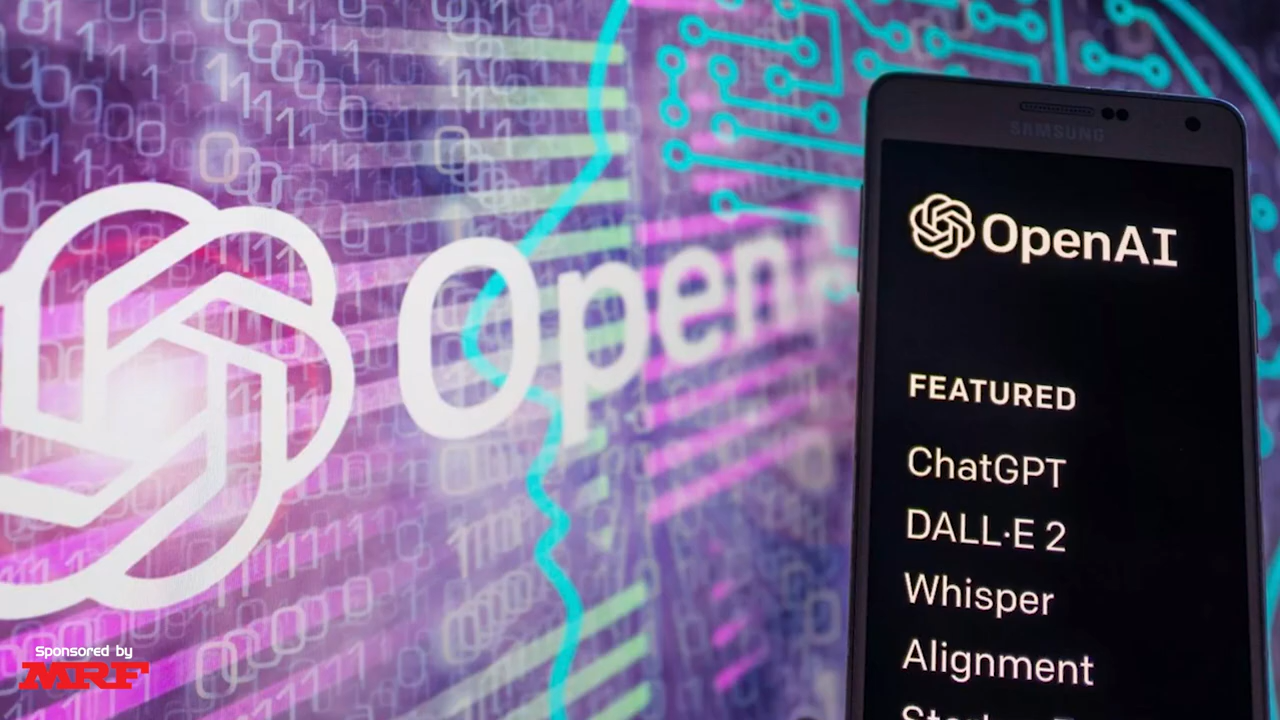 Open
SAMSUNG
OpenAI
FEATURED
ChatGPT
DALL·E 2
Whisper
Alignment
Sponsored by
MRF